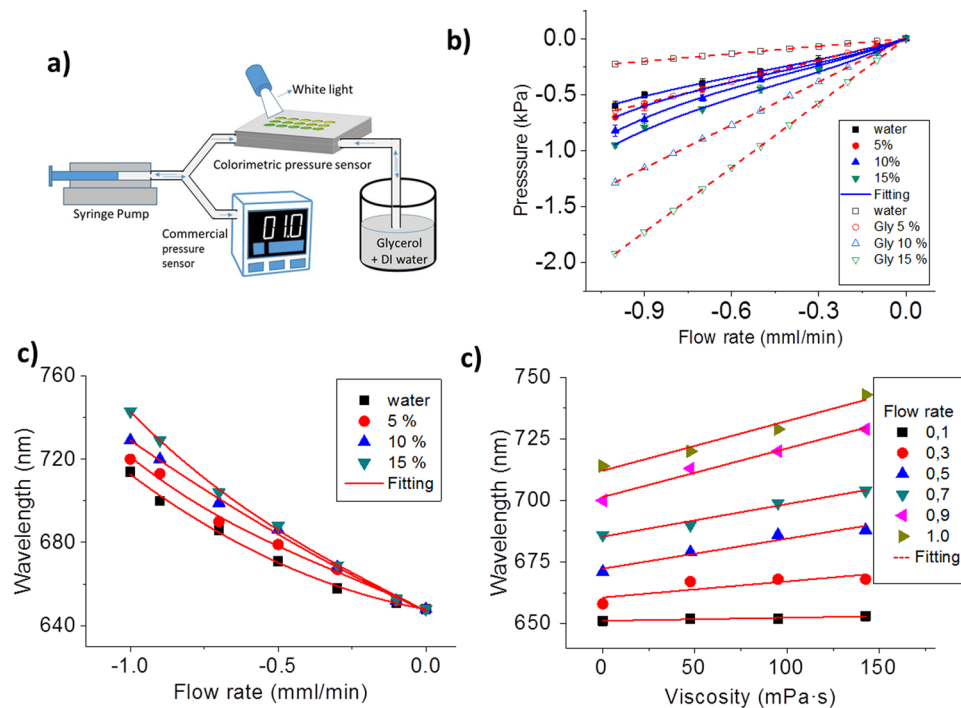 a)
White light
Colorimetric pressure sensor
Syringe Pump
Commercial
pressure
sensor
01.0
Glycerol
+ DI water
b)
Presssure (kPa)
0.0
-0.5
-1.0
-1.5
-2.0
-0.9
-0.6
-0.3
0.0
Flow rate (mml/min)
water
5%
10%
15%
Fitting
water
Gly 5 %
Gly 10 %
Gly 15 %
c)
Wavelength (nm)
760
720
680
640
-1.0
-0.5
0.0
Flow rate (mml/min)
water
5 %
10 %
15 %
Fitting
c)
Wavelength (nm)
750
725
700
675
650
0
50
100
150
Viscosity (mPa·s)
Flow rate
0,1
0,3
0,5
0,7
0,9
1.0
Fitting